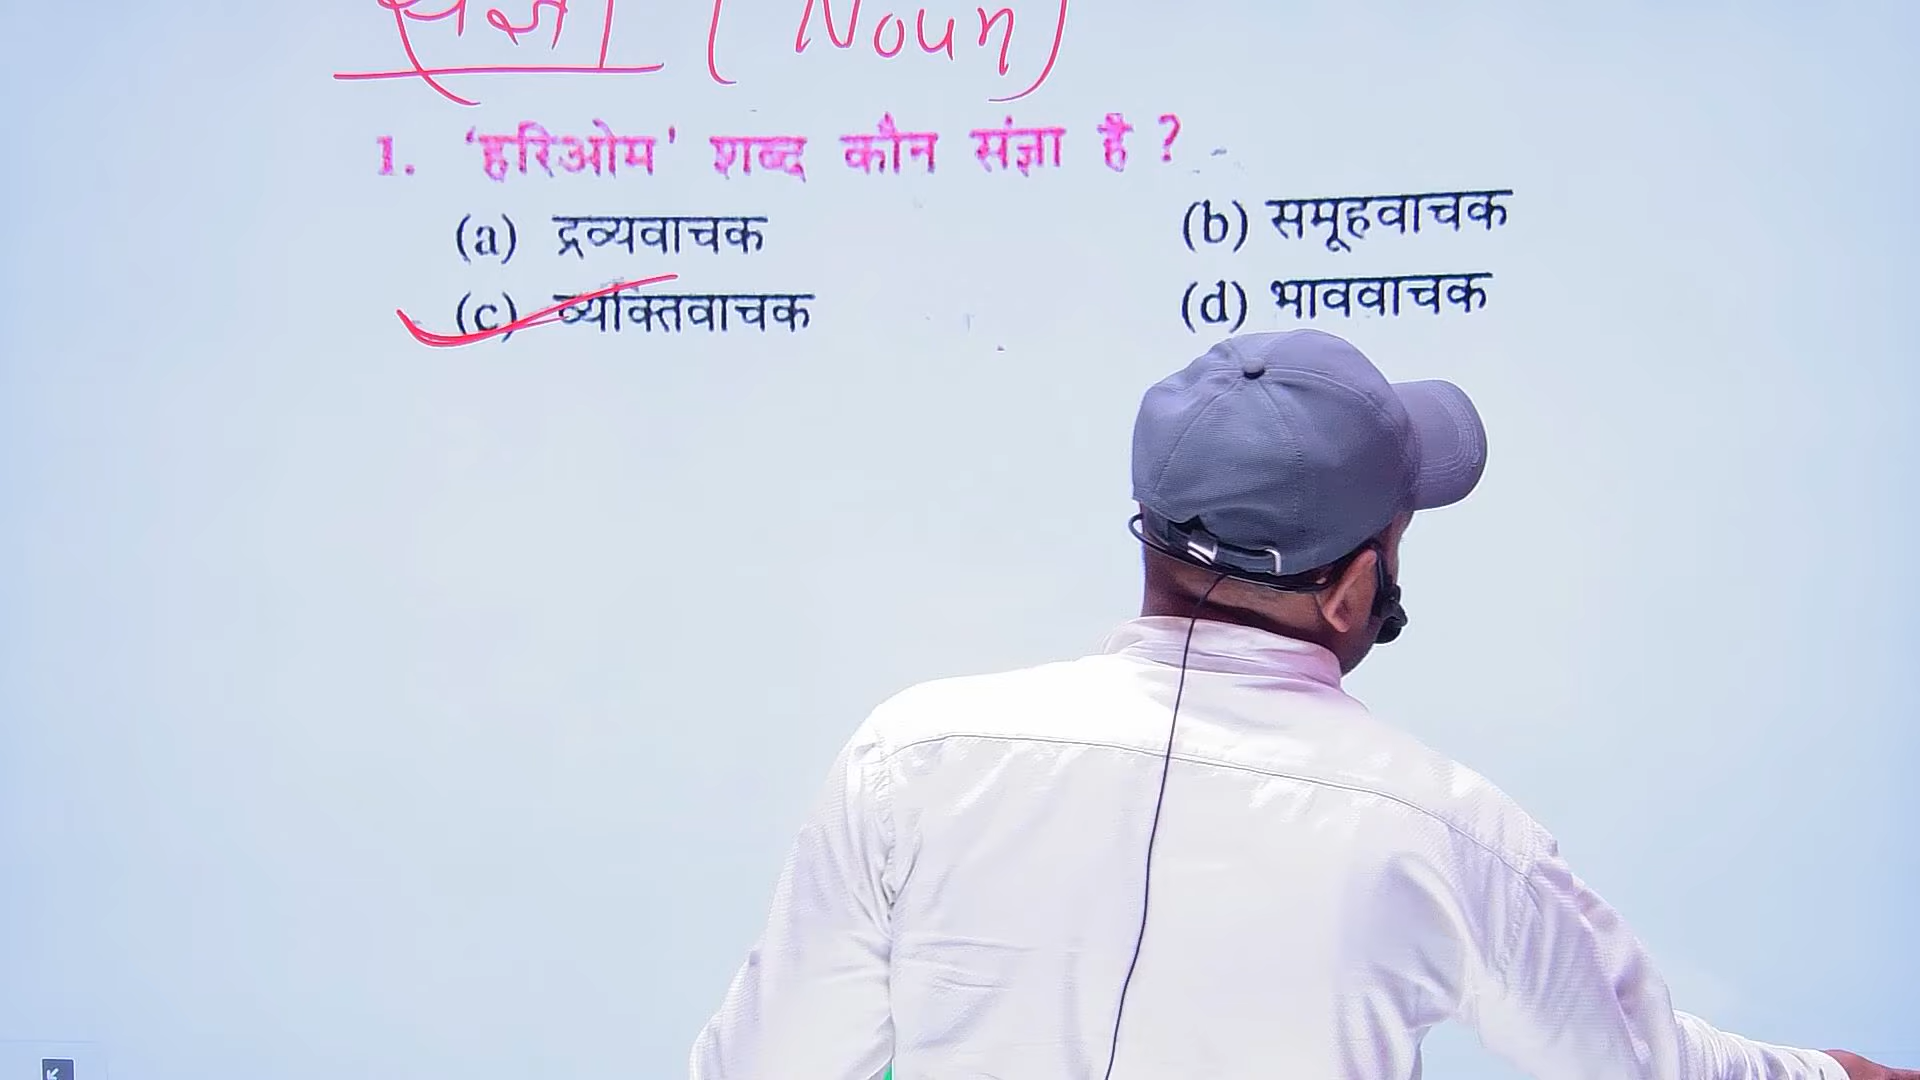 संज्ञा ( Noun )
1. 'हरिओम' शब्द कौन संज्ञा है ?
(a) द्रव्यवाचक (b) समूहवाचक
(c) व्यक्तिवाचक (d) भाववाचक